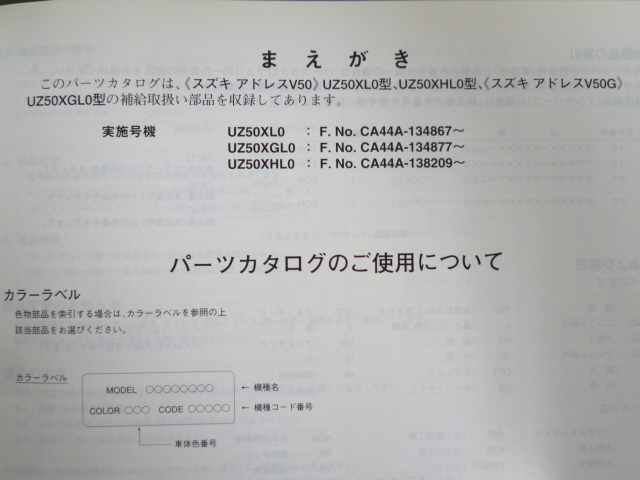 まえがき
このパーツカタログは、《スズキ アドレスV50》UZ50XL0型、UZ50XHL0型、《スズキ アドレスV50G》
UZ50XGL0型の補給取扱い部品を収録してあります。
実施号機 UZ50XL0 : F. No. CA44A-134867〜
UZ50XGL0 : F. No. CA44A-134877〜
UZ50XHL0 : F. No. CA44A-138209〜
パーツカタログのご使用について
カラーラベル
色物部品を索引する場合は、カラーラベルを参照の上
該当部品をお選びください。
カラーラベル
MODEL ○○○○○○○○ ← 機種名
COLOR ○○○ CODE ○○○○○ ← 機種コード番号
車体色番号